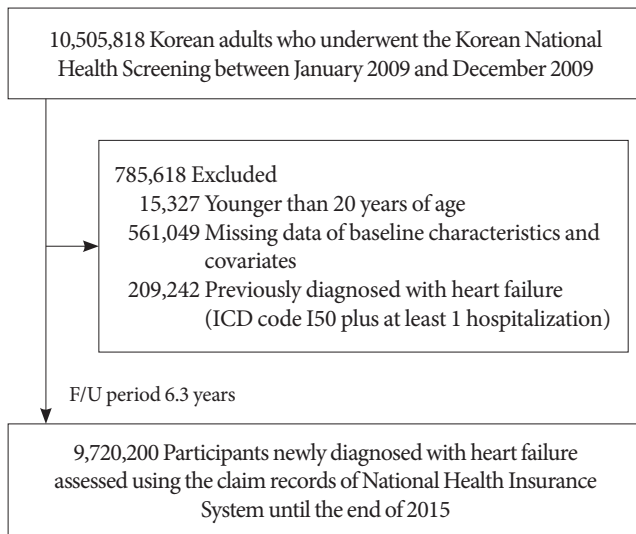 10,505,818 Korean adults who underwent the Korean National
Health Screening between January 2009 and December 2009
785,618 Excluded
15,327 Younger than 20 years of age
561,049 Missing data of baseline characteristics and
covariates
209,242 Previously diagnosed with heart failure
(ICD code I50 plus at least 1 hospitalization)
F/U period 6.3 years
9,720,200 Participants newly diagnosed with heart failure
assessed using the claim records of National Health Insurance
System until the end of 2015